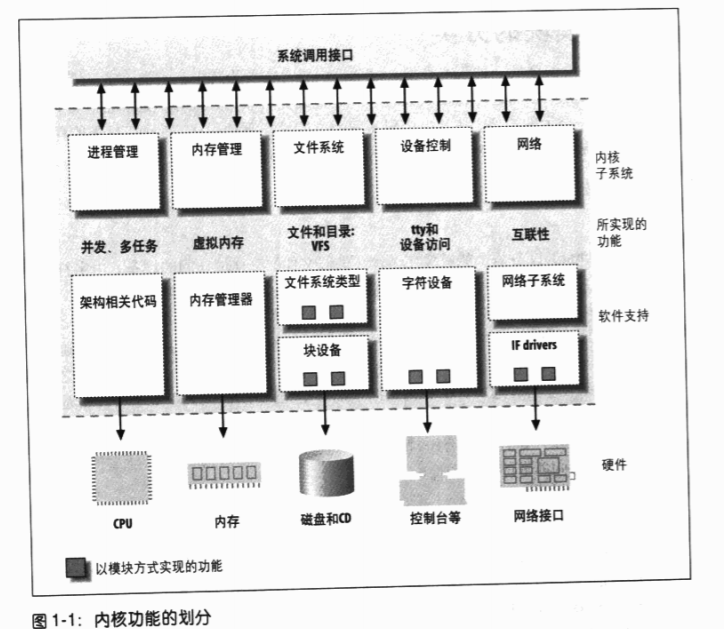 系统调用接口
进程管理
内存管理
文件系统
设备控制
网络
内核
子系统
并发、多任务
虚拟内存
文件和目录:
VFS
tty和
设备访问
互联性
所实现的
功能
架构相关代码
内存管理器
文件系统类型
块设备
字符设备
网络子系统
IF drivers
软件支持
CPU
内存
磁盘和CD
控制台等
网络接口
硬件
以模块方式实现的功能
图 1-1: 内核功能的划分